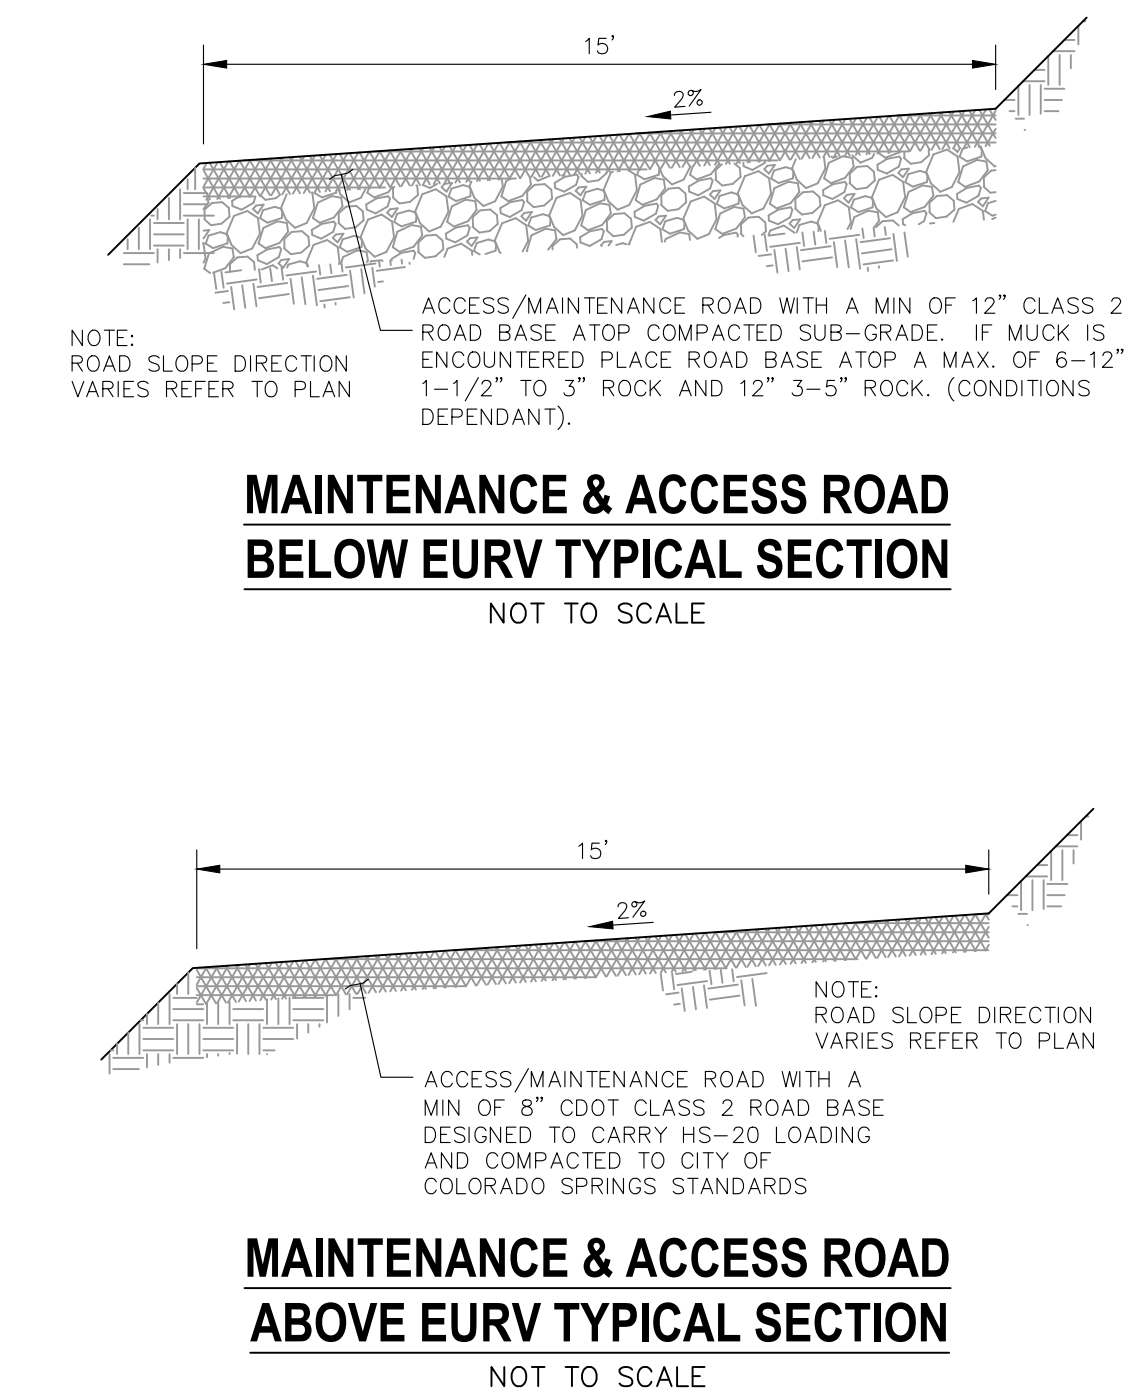 15'
2%
NOTE:
ROAD SLOPE DIRECTION
VARIES REFER TO PLAN
ACCESS/MAINTENANCE ROAD WITH A MIN OF 12" CLASS 2
ROAD BASE ATOP COMPACTED SUB-GRADE. IF MUCK IS
ENCOUNTERED PLACE ROAD BASE ATOP A MAX. OF 6-12"
1-1/2" TO 3" ROCK AND 12" 3-5" ROCK. (CONDITIONS
DEPENDANT).
MAINTENANCE & ACCESS ROAD
BELOW EURV TYPICAL SECTION
NOT TO SCALE
15'
2%
NOTE:
ROAD SLOPE DIRECTION
VARIES REFER TO PLAN
ACCESS/MAINTENANCE ROAD WITH A
MIN OF 8" CDOT CLASS 2 ROAD BASE
DESIGNED TO CARRY HS-20 LOADING
AND COMPACTED TO CITY OF
COLORADO SPRINGS STANDARDS
MAINTENANCE & ACCESS ROAD
ABOVE EURV TYPICAL SECTION
NOT TO SCALE